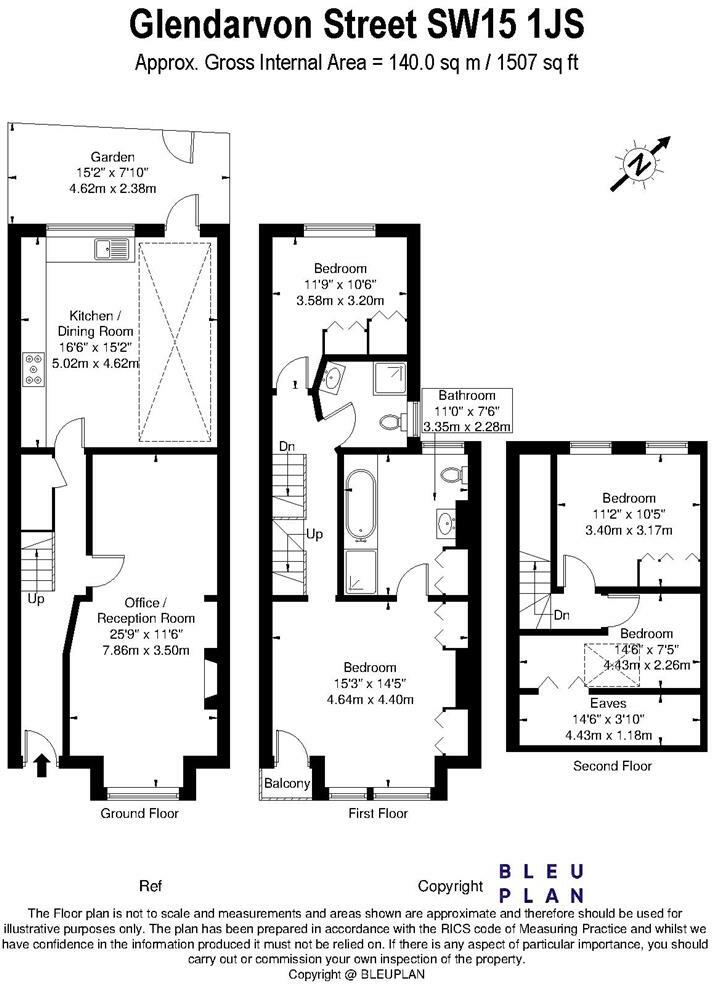 Glendarvon Street SW15 1JS
Approx. Gross Internal Area = 140.0 sq m / 1507 sq ft
Garden
15'2" x 7'10"
4.62m x 2.38m
N
Kitchen /
Dining Room
16'6" x 15'2"
5.02m x 4.62m
Up
Office /
Reception Room
25'9" x 11'6"
7.86m x 3.50m
Ground Floor
Bedroom
11'9" x 10'6"
3.58m x 3.20m
Bathroom
11'0" x 7'6"
3.35m x 2.28m
Dn
Up
Bedroom
15'3" x 14'5"
4.64m x 4.40m
Balcony
First Floor
Bedroom
11'2" x 10'5"
3.40m x 3.17m
Dn
Bedroom
14'6" x 7'5"
4.43m x 2.26m
Eaves
14'6" x 3'10"
4.43m x 1.18m
Second Floor
Ref
Copyright
BLEU
PLAN
The Floor plan is not to scale and measurements and areas shown are approximate and therefore should be used for
illustrative purposes only. The plan has been prepared in accordance with the RICS code of Measuring Practice and whilst we
have confidence in the information produced it must not be relied on. If there is any aspect of particular importance, you should
carry out or commission your own inspection of the property.
Copyright @ BLEUPLAN